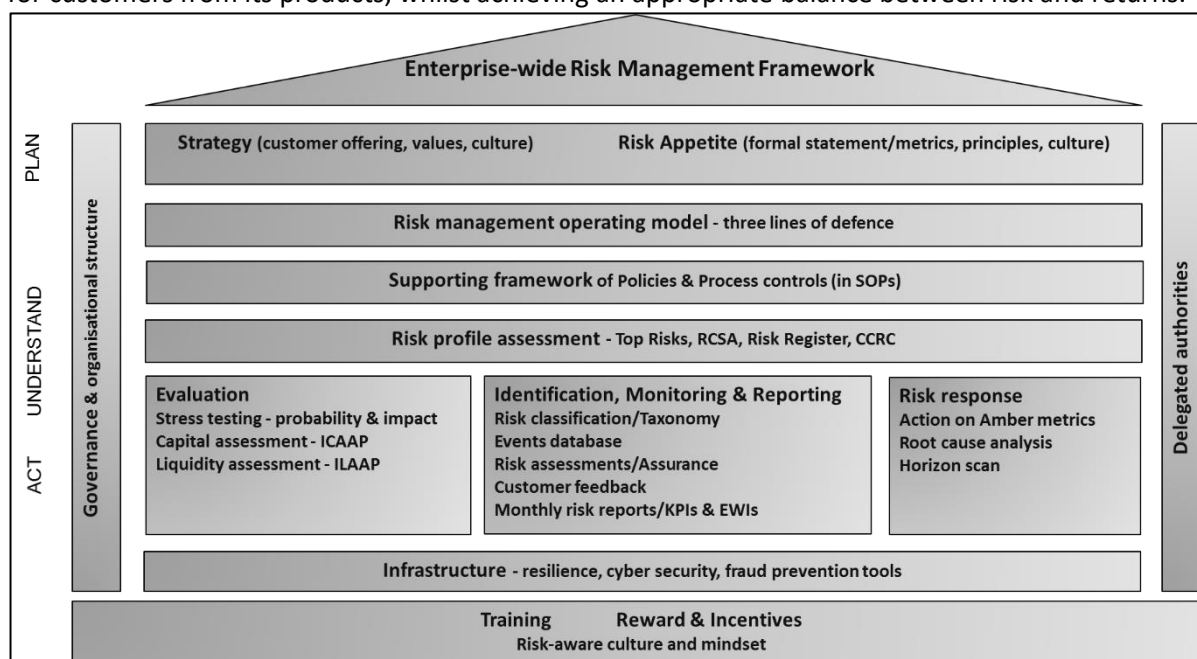 for customers from its products, whilst achieving an appropriate balance between risk and returns.
Enterprise-wide Risk Management Framework
PLAN
UNDERSTAND
ACT
Governance & organisational structure
Strategy (customer offering, values, culture) Risk Appetite (formal statement/metrics, principles, culture)
Risk management operating model - three lines of defence
Supporting framework of Policies & Process controls (in SOPs)
Risk profile assessment - Top Risks, RCSA, Risk Register, CCRC
Evaluation
Stress testing - probability & impact
Capital assessment - ICAAP
Liquidity assessment - ILAAP
Identification, Monitoring & Reporting
Risk classification/Taxonomy
Events database
Risk assessments/Assurance
Customer feedback
Monthly risk reports/KPIs & EWIs
Risk response
Action on Amber metrics
Root cause analysis
Horizon scan
Delegated authorities
Infrastructure - resilience, cyber security, fraud prevention tools
Training Reward & Incentives
Risk-aware culture and mindset